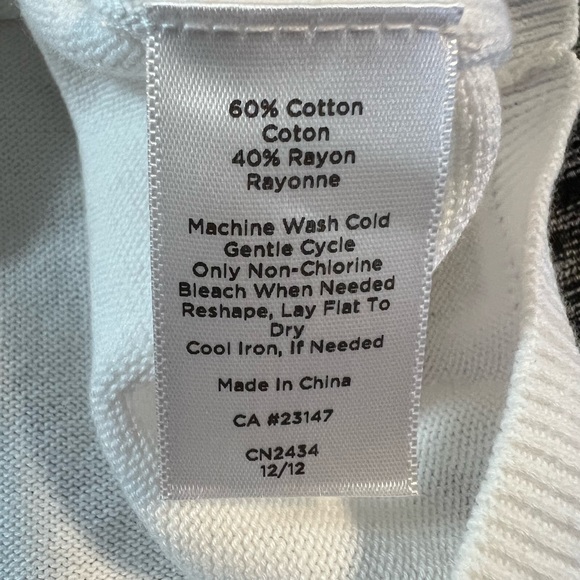 60% Cotton
Coton
40% Rayon
Rayonne
Machine Wash Cold
Gentle Cycle
Only Non-Chlorine
Bleach When Needed
Reshape, Lay Flat To
Dry
Cool Iron, If Needed
Made In China
CA #23147
CN2434
12/12